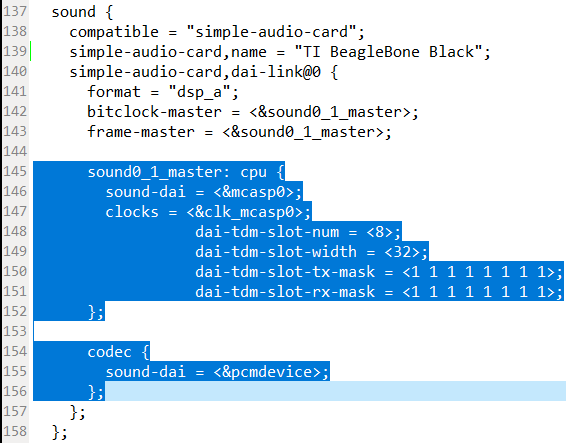 137 sound {
138 compatible = "simple-audio-card";
139 simple-audio-card,name = "TI BeagleBone Black";
140 simple-audio-card,dai-link@0 {
141 format = "dsp_a";
142 bitclock-master = <&sound0_1_master>;
143 frame-master = <&sound0_1_master>;
144
145 sound0_1_master: cpu {
146 sound-dai = <&mcasp0>;
147 clocks = <&clk_mcasp0>;
148 dai-tdm-slot-num = <8>;
149 dai-tdm-slot-width = <32>;
150 dai-tdm-slot-tx-mask = <1 1 1 1 1 1 1 1>;
151 dai-tdm-slot-rx-mask = <1 1 1 1 1 1 1 1>;
152 };
153
154 codec {
155 sound-dai = <&pcmdevice>;
156 };
157 };
158 };